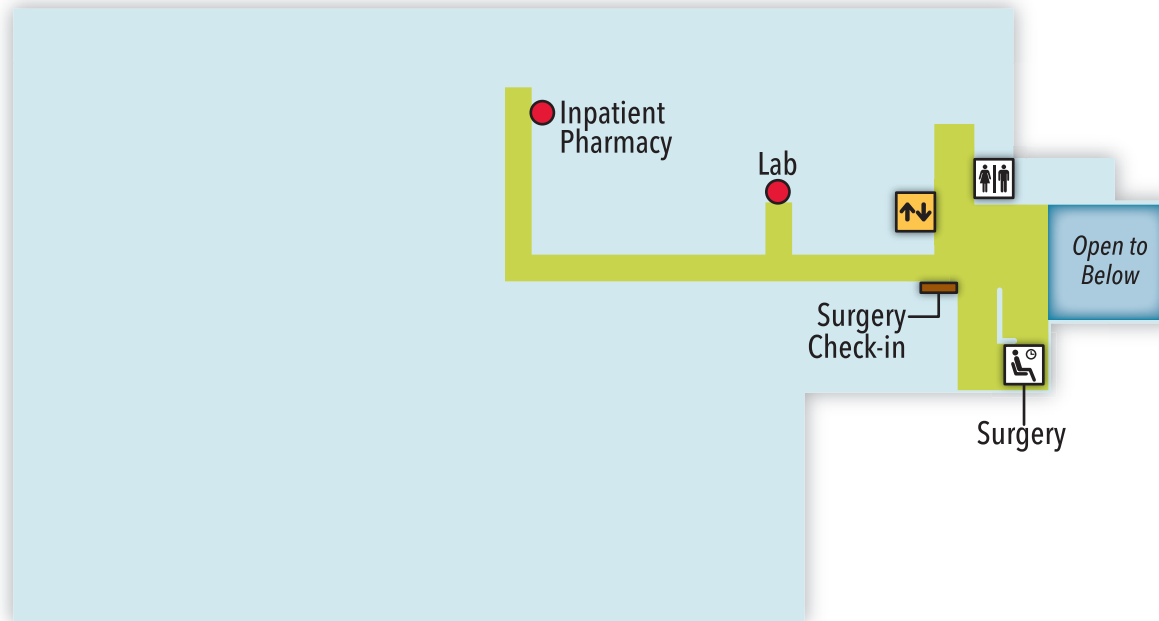 Inpatient
Pharmacy
Lab
Open to
Below
Surgery
Check-in
Surgery